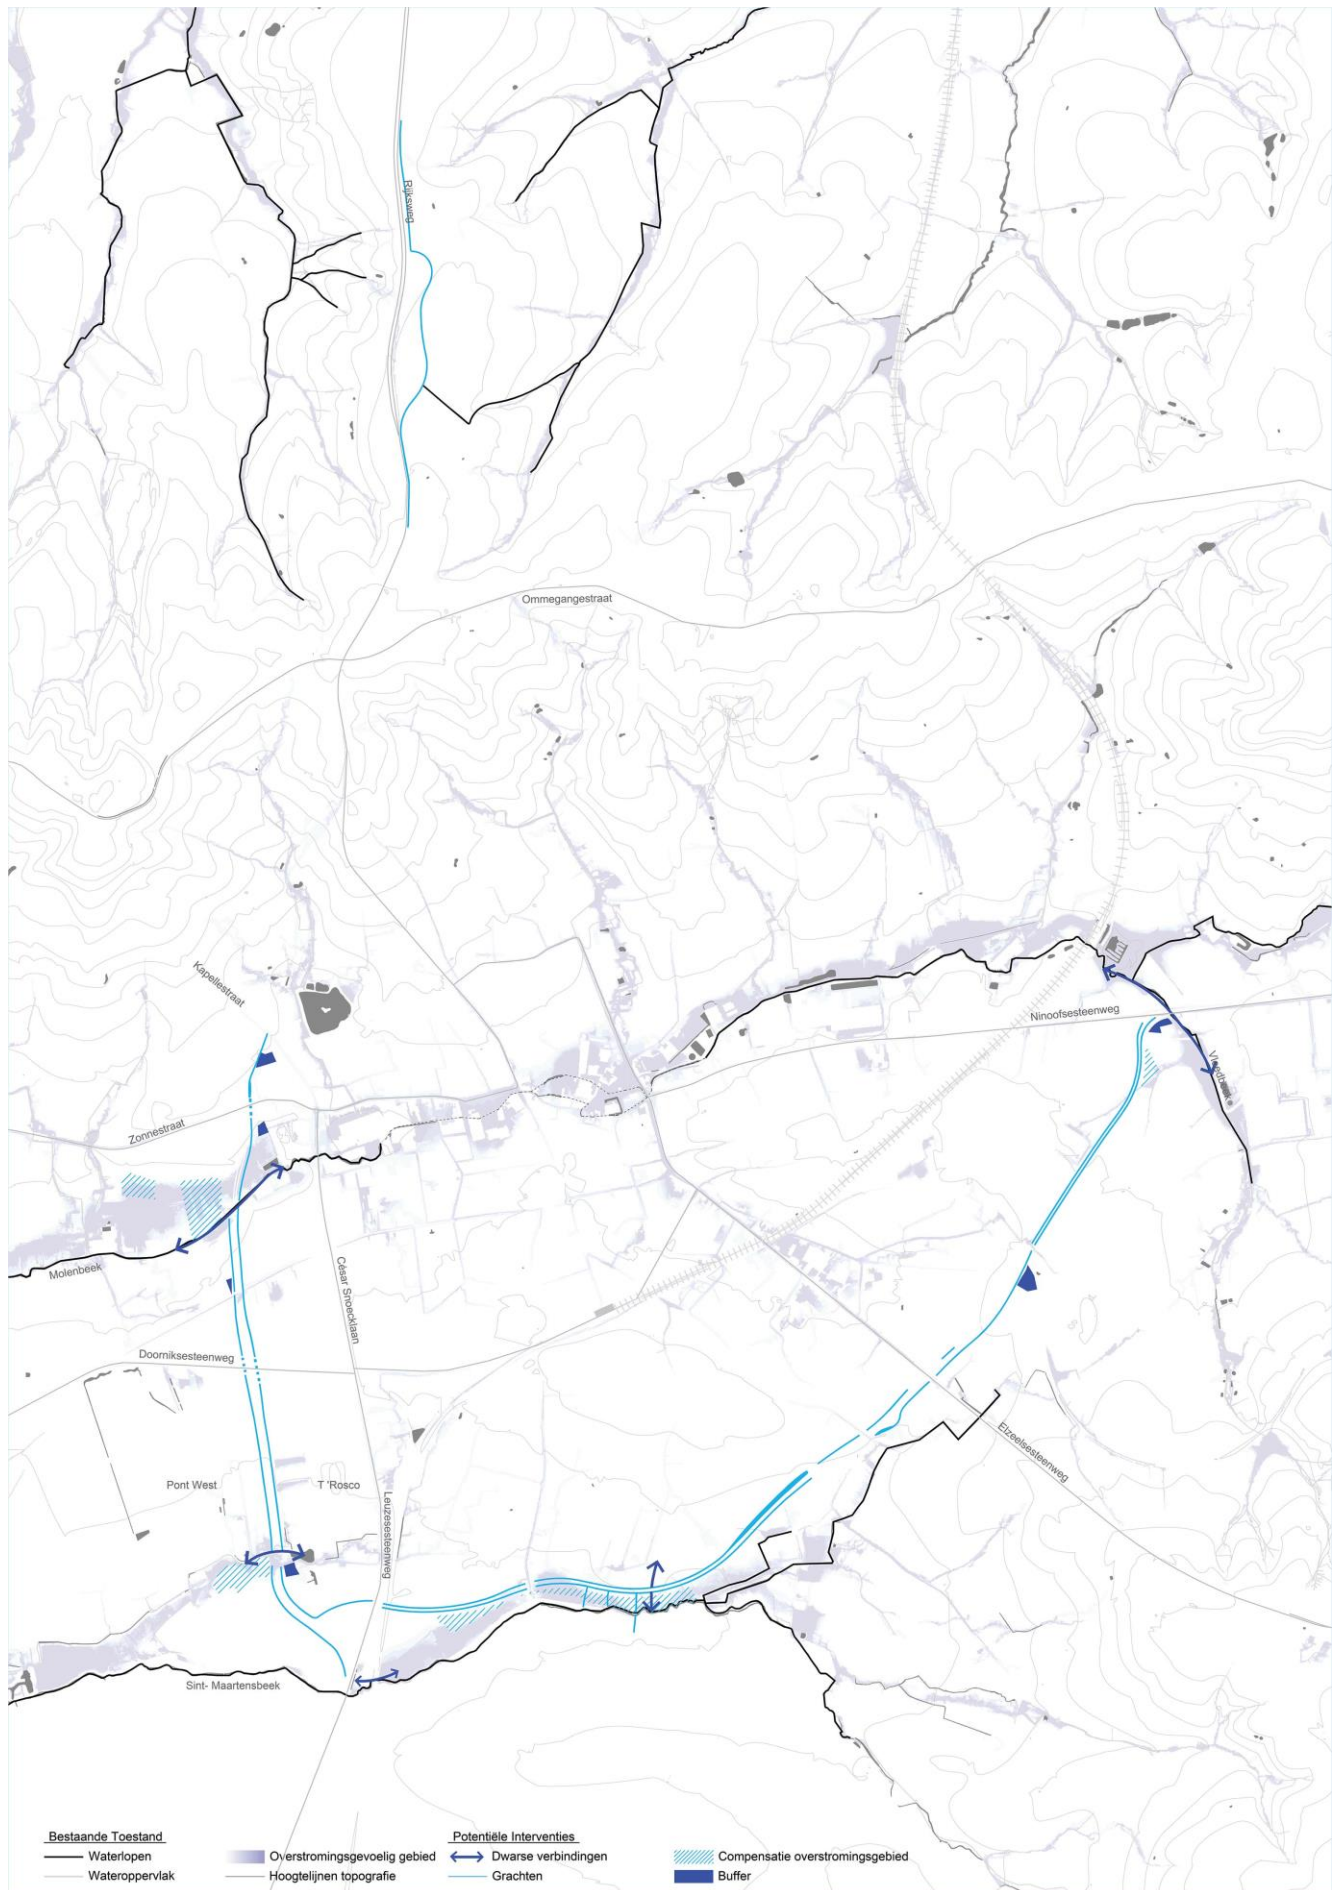 Rijksweg
Ommegangestraat
Kapellestraat
Ninoofsesteenweg
Vloedbeek
Zonnestraat
Molenbeek
César Snoecklaan
Doorniksesteenweg
Elzeelsesteenweg
Pont West
T 'Rosco
Leuzesesteenweg
Sint- Maartensbeek
Bestaande Toestand
Waterlopen
Wateroppervlak
Overstromingsgevoelig gebied
Hoogtelijnen topografie
Potentiële Interventies
Dwarse verbindingen
Grachten
Compensatie overstromingsgebied
Buffer